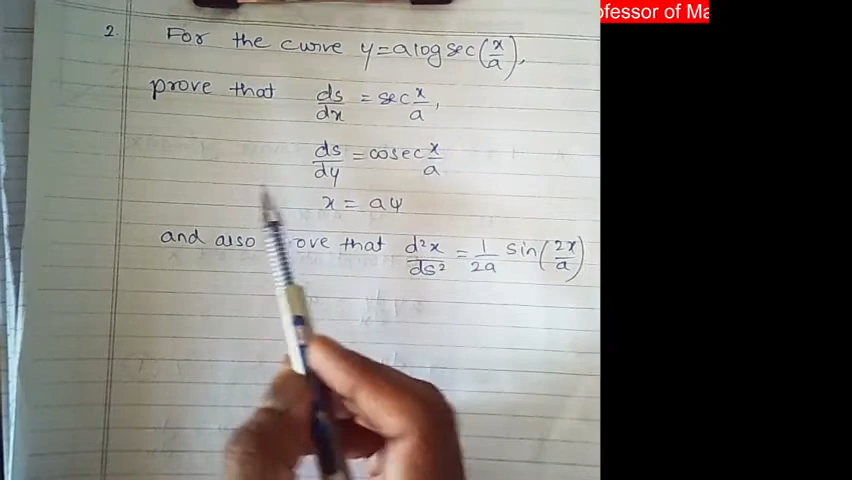 ofessor of Ma
2. For the curve y=a log sec(x/a),
prove that ds/dx = sec x/a,
ds/dy = cosec x/a
x = aψ
and also prove that d²x/ds² = 1/2a sin(2x/a)